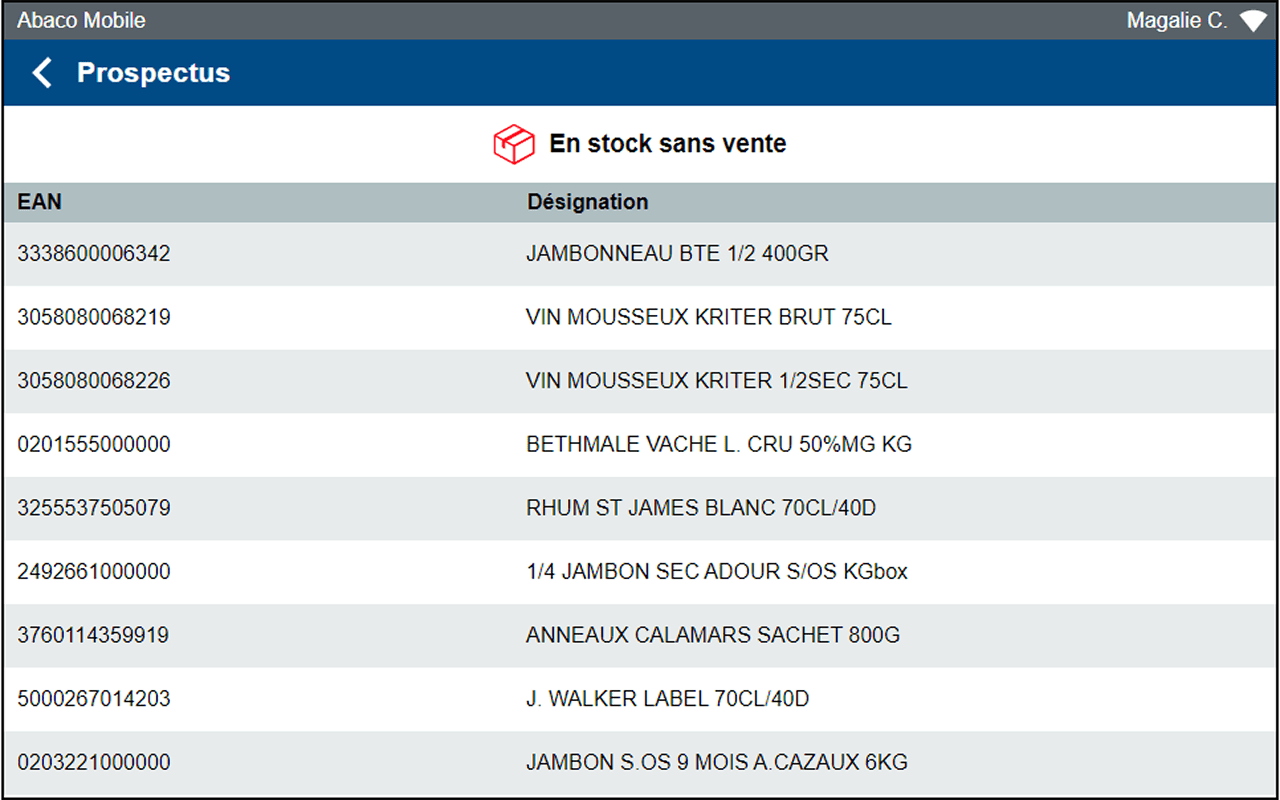 Abaco Mobile Magalie C.
Prospectus
En stock sans vente
EAN Désignation
3338600006342 JAMBONNEAU BTE 1/2 400GR
3058080068219 VIN MOUSSEUX KRITER BRUT 75CL
3058080068226 VIN MOUSSEUX KRITER 1/2SEC 75CL
0201555000000 BETHMALE VACHE L. CRU 50%MG KG
3255537505079 RHUM ST JAMES BLANC 70CL/40D
2492661000000 1/4 JAMBON SEC ADOUR S/OS KGbox
3760114359919 ANNEAUX CALAMARS SACHET 800G
5000267014203 J. WALKER LABEL 70CL/40D
0203221000000 JAMBON S.OS 9 MOIS A.CAZAUX 6KG